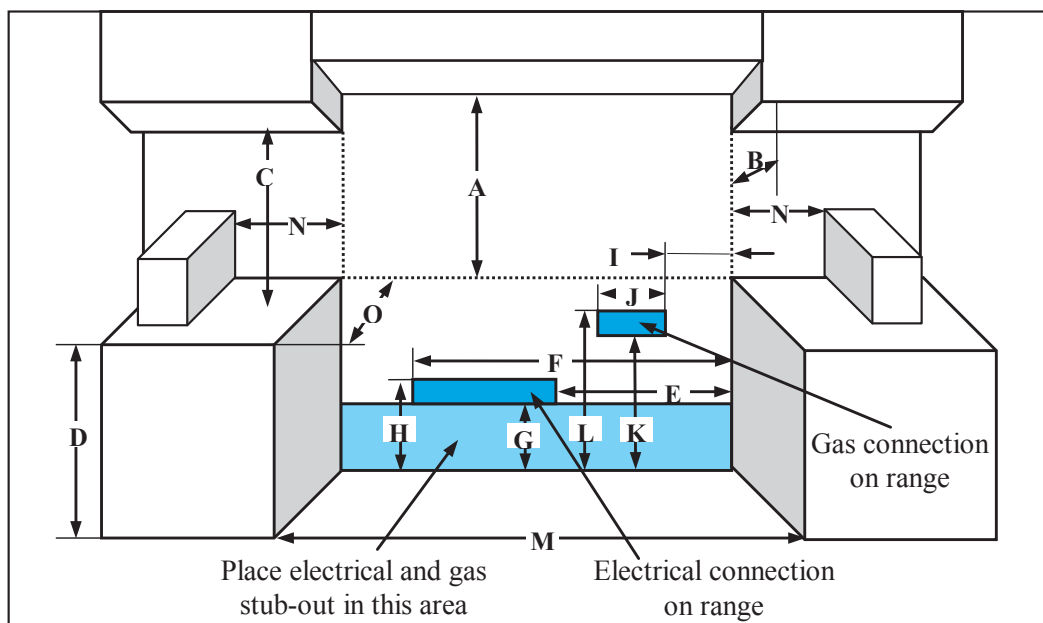 B
C
A
N
N
I
J
O
F
E
H
G
L
K
D
Gas connection
on range
M
Place electrical and gas
stub-out in this area
Electrical connection
on range